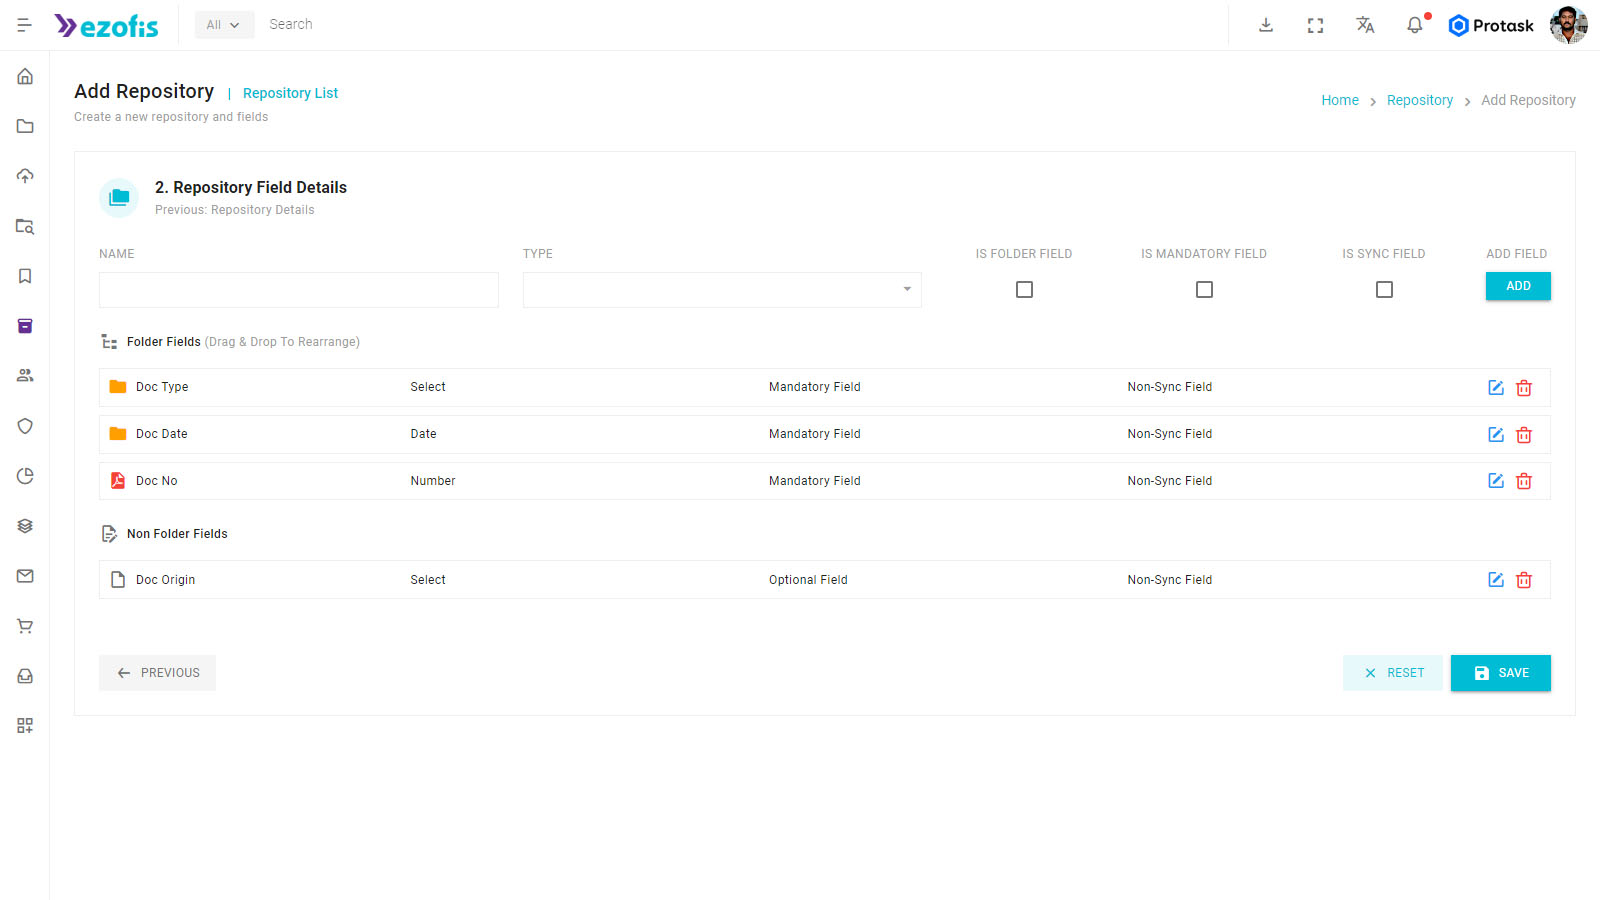 ezofis
All
Search
Protask
Add Repository | Repository List
Create a new repository and fields
Home > Repository > Add Repository
2. Repository Field Details
Previous: Repository Details
NAME TYPE IS FOLDER FIELD IS MANDATORY FIELD IS SYNC FIELD ADD FIELD
ADD
Folder Fields (Drag & Drop To Rearrange)
Doc Type Select Mandatory Field Non-Sync Field
Doc Date Date Mandatory Field Non-Sync Field
Doc No Number Mandatory Field Non-Sync Field
Non Folder Fields
Doc Origin Select Optional Field Non-Sync Field
PREVIOUS RESET SAVE